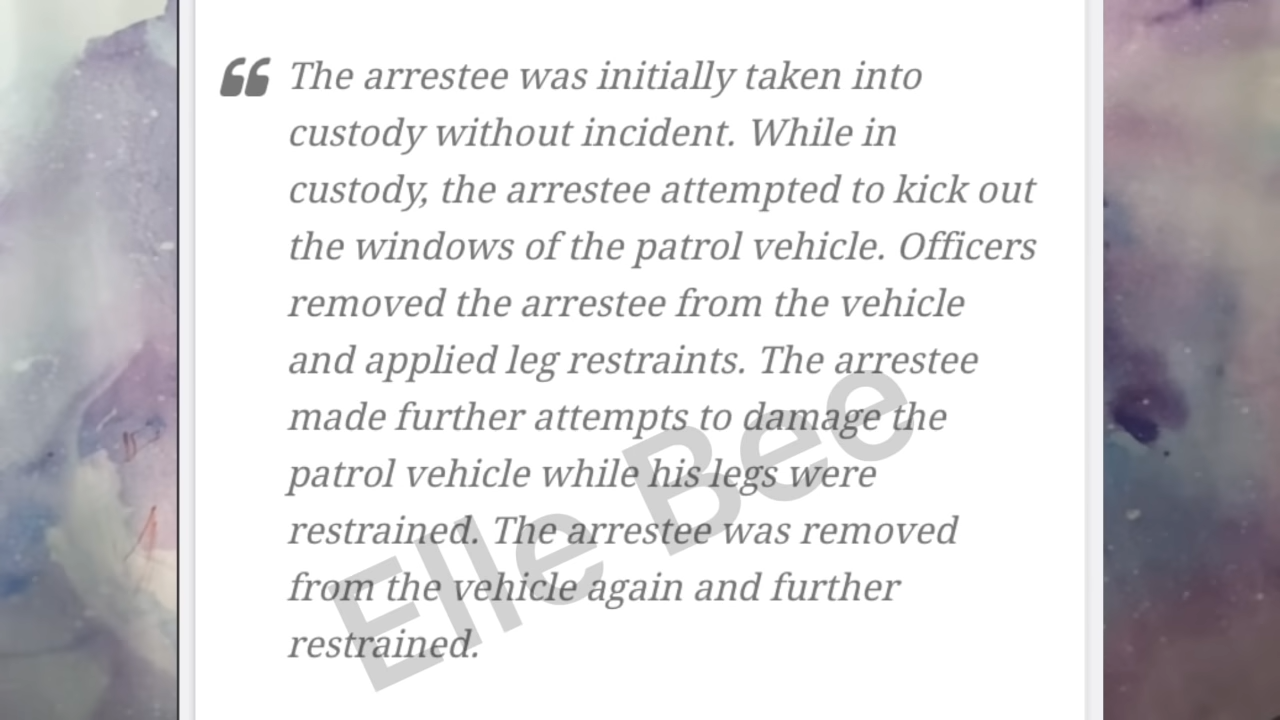 “ The arrestee was initially taken into
custody without incident. While in
custody, the arrestee attempted to kick out
the windows of the patrol vehicle. Officers
removed the arrestee from the vehicle
and applied leg restraints. The arrestee
made further attempts to damage the
patrol vehicle while his legs were
restrained. The arrestee was removed
from the vehicle again and further
restrained.
Elle Bee